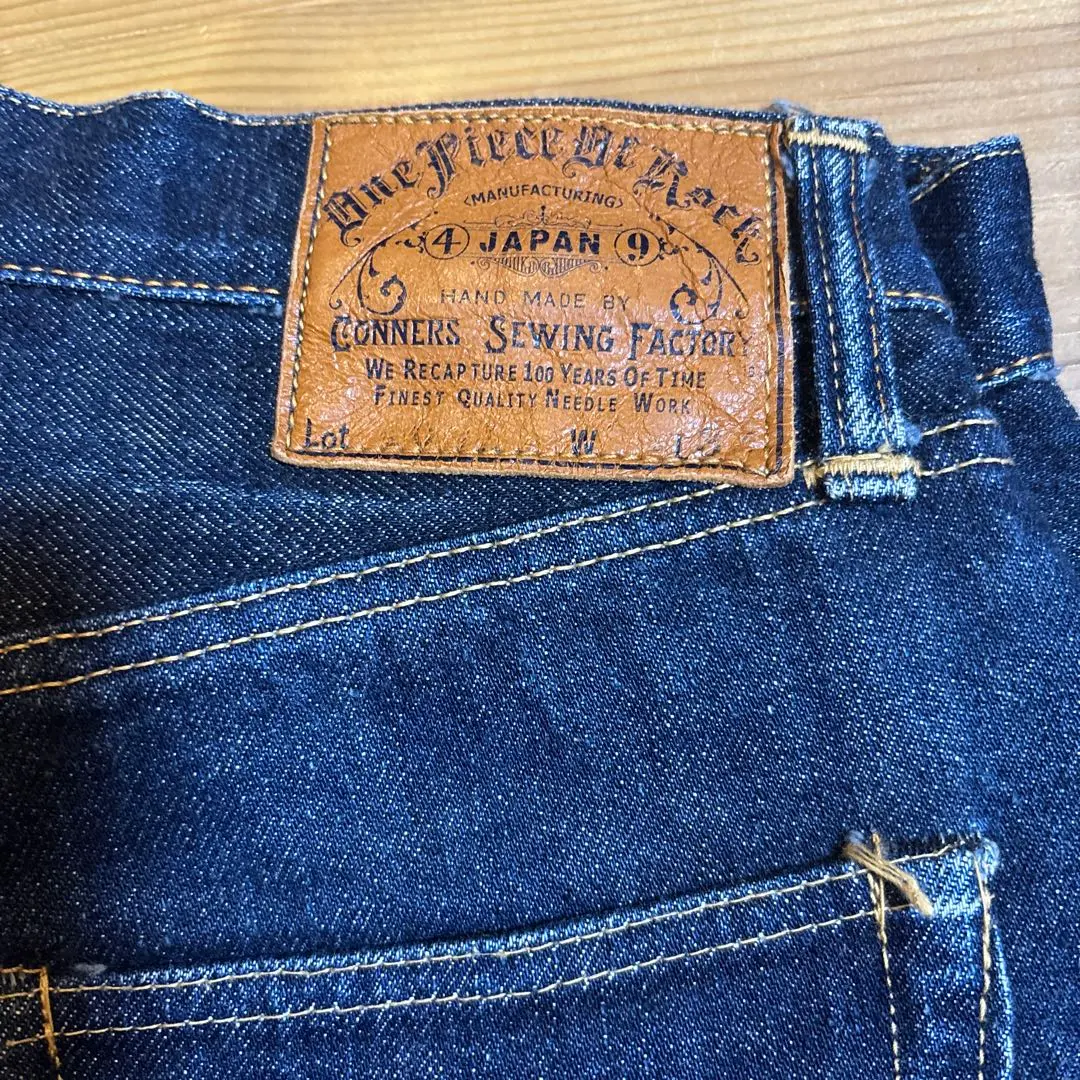 One Piece Of Rock
<MANUFACTURING>
4 JAPAN 9
HAND MADE BY
CONNERS SEWING FACTORY
WE RECAPTURE 100 YEARS OF TIME
FINEST QUALITY NEEDLE WORK
Lot W L